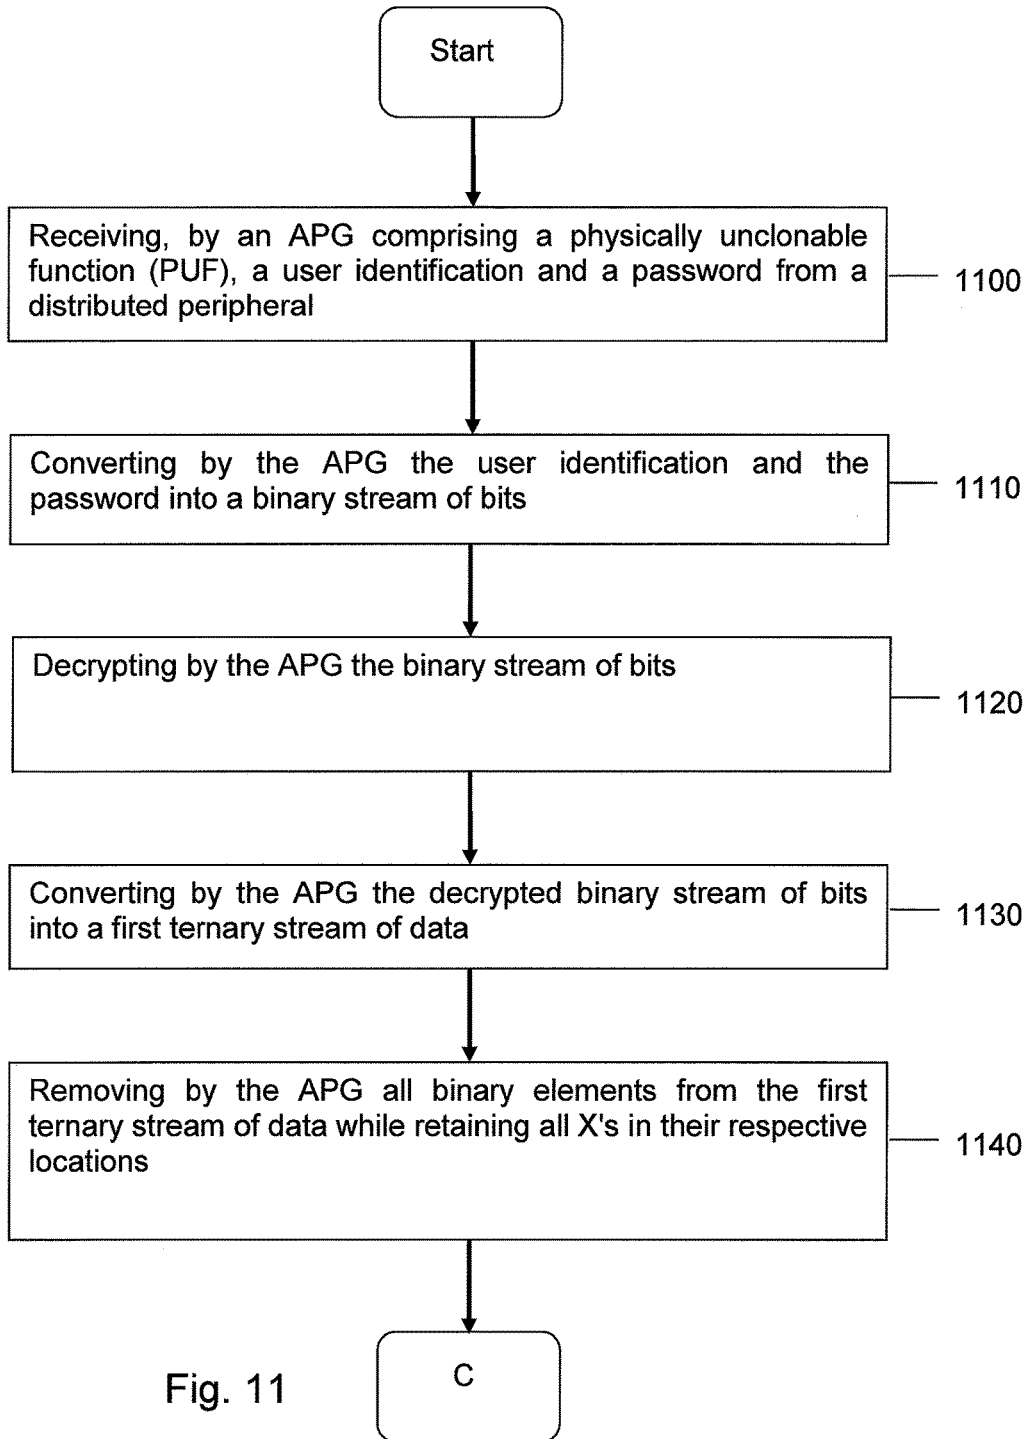 Start
Receiving, by an APG comprising a physically unclonable
function (PUF), a user identification and a password from a
distributed peripheral
1100
Converting by the APG the user identification and the
password into a binary stream of bits
1110
Decrypting by the APG the binary stream of bits
1120
Converting by the APG the decrypted binary stream of bits
into a first ternary stream of data
1130
Removing by the APG all binary elements from the first
ternary stream of data while retaining all X's in their respective
locations
1140
C
Fig. 11